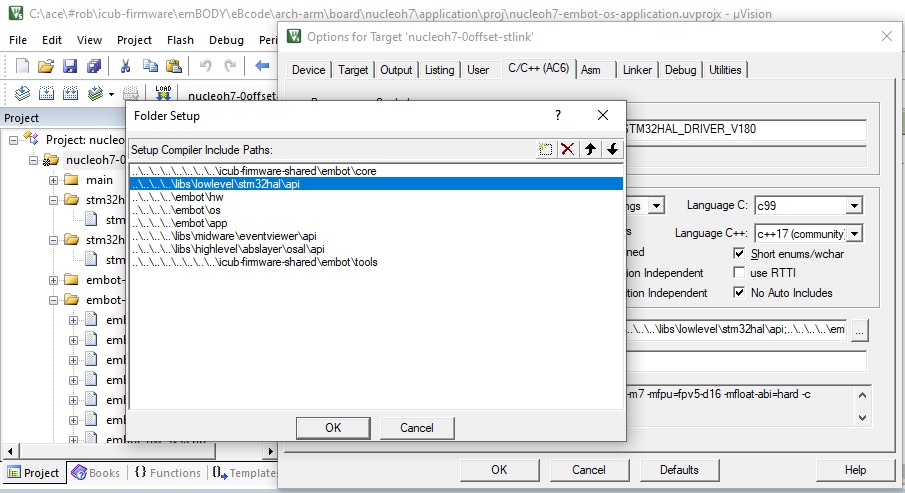 C:\ace\#rob\icub-firmware\emBODY\eBcode\arch-arm\board\nucleoh7\application\proj\nucleoh7-embot-os-application.uvprojx - µVision
File Edit View Project Flash Debug Peri
Options for Target 'nucleoh7-0offset-stlink'
Device Target Output Listing User C/C++ (AC6) Asm Linker Debug Utilities
LOAD
nucleoh7-0offset
Project
Project: nucleo
nucleoh7-0
main
stm32h
stm
stm32h
stm
embot-
embot-
emb
emb
emb
emb
emb
emb
Project Books Functions Template
Folder Setup
?
Setup Compiler Include Paths:
..\..\..\..\..\..\..\..\icub-firmware-shared\embot\core
..\..\..\..\libs\lowlevel\stm32hal\api
..\..\..\..\embot\hw
..\..\..\..\embot\os
..\..\..\..\embot\app
..\..\..\..\libs\midware\eventviewer\api
..\..\..\..\libs\highlevel\abslayer\osal\api
..\..\..\..\..\..\..\..\icub-firmware-shared\embot\tools
OK Cancel
STM32HAL_DRIVER_V180
ngs Language C: c99
Language C++: c++17 (community
ned Short enums/wchar
tion Independent use RTTI
tion Independent No Auto Includes
..\..\..\libs\lowlevel\stm32hal\api;..\..\..\..\em
...
-m7 -mfpu=fpv5-d16 -mfloat-abi=hard -c
OK Cancel Defaults Help